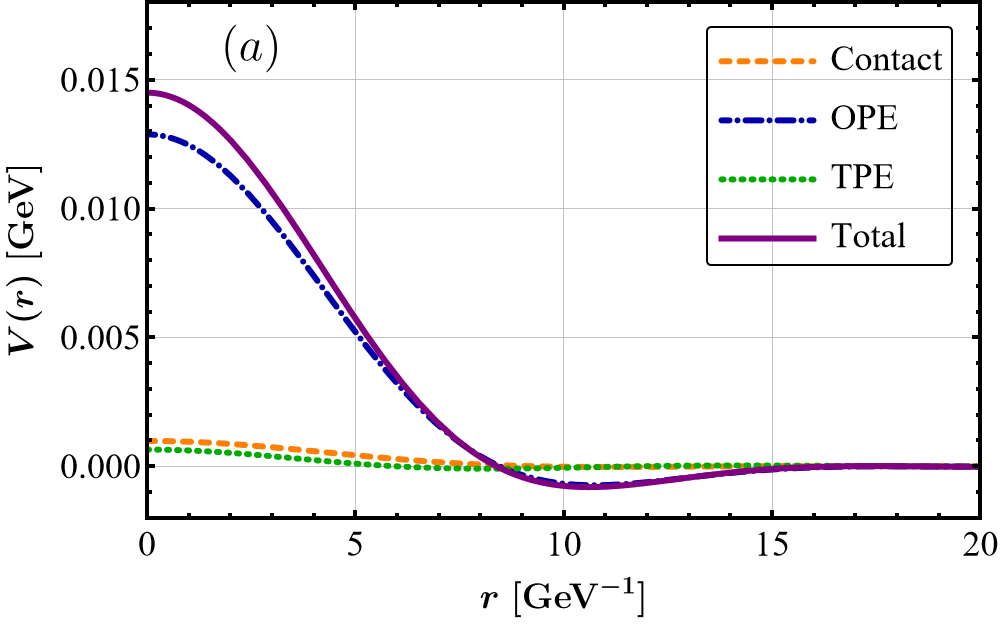 (a)
Contact
OPE
TPE
Total
V(r) [GeV]
0.015
0.010
0.005
0.000
0 5 10 15 20
r [GeV⁻¹]